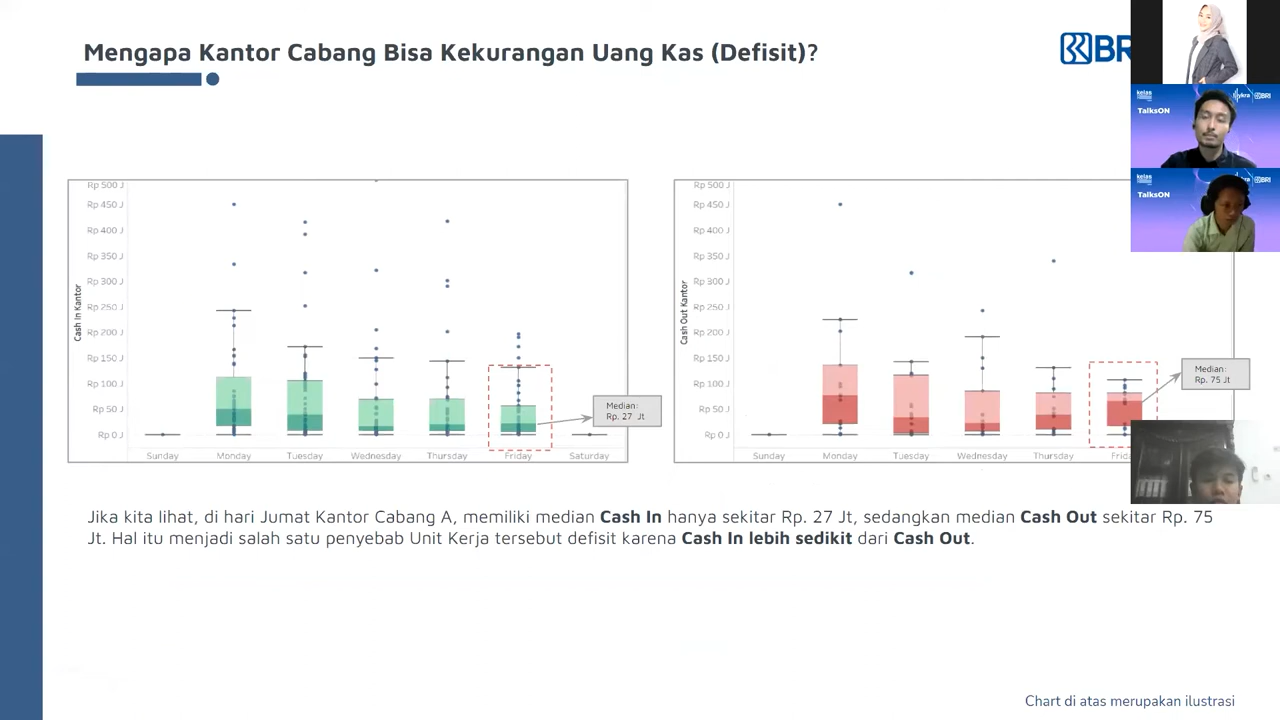 Mengapa Kantor Cabang Bisa Kekurangan Uang Kas (Defisit)?
BR
kelas
BRI
TalksON
kelas
BRI
TalksON
Cash In Kantor
Rp 500 J
Rp 450 J
Rp 400 J
Rp 350 J
Rp 300 J
Rp 250 J
Rp 200 J
Rp 150 J
Rp 100 J
Rp 50 J
Rp 0 J
Sunday Monday Tuesday Wednesday Thursday Friday Saturday
Median:
Rp. 27 Jt
Cash Out Kantor
Rp 500 J
Rp 450 J
Rp 400 J
Rp 350 J
Rp 300 J
Rp 250 J
Rp 200 J
Rp 150 J
Rp 100 J
Rp 50 J
Rp 0 J
Sunday Monday Tuesday Wednesday Thursday Frid
Median:
Rp. 75 Jt
Jika kita lihat, di hari Jumat Kantor Cabang A, memiliki median Cash In hanya sekitar Rp. 27 Jt, sedangkan median Cash Out sekitar Rp. 75
Jt. Hal itu menjadi salah satu penyebab Unit Kerja tersebut defisit karena Cash In lebih sedikit dari Cash Out.
Chart di atas merupakan ilustrasi